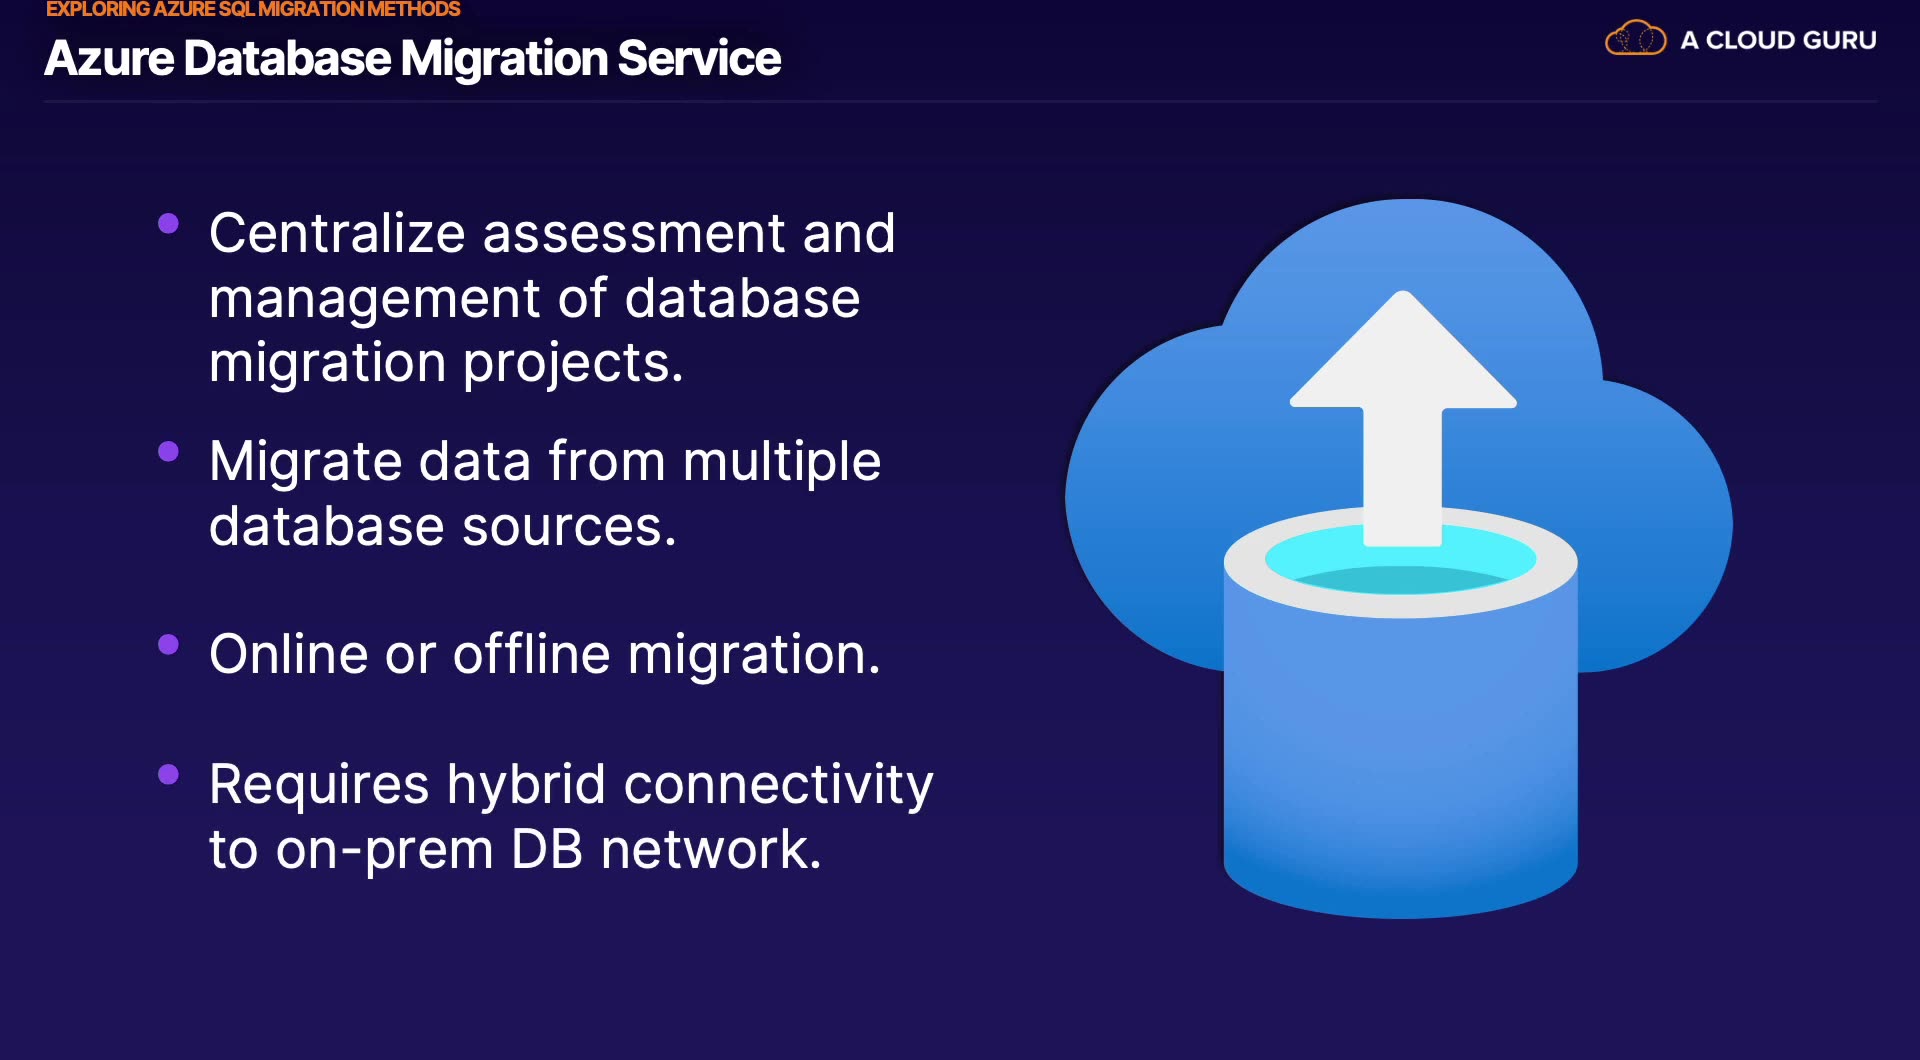 EXPLORING AZURE SQL MIGRATION METHODS
Azure Database Migration Service
A CLOUD GURU
Centralize assessment and
management of database
migration projects.
Migrate data from multiple
database sources.
Online or offline migration.
Requires hybrid connectivity
to on-prem DB network.